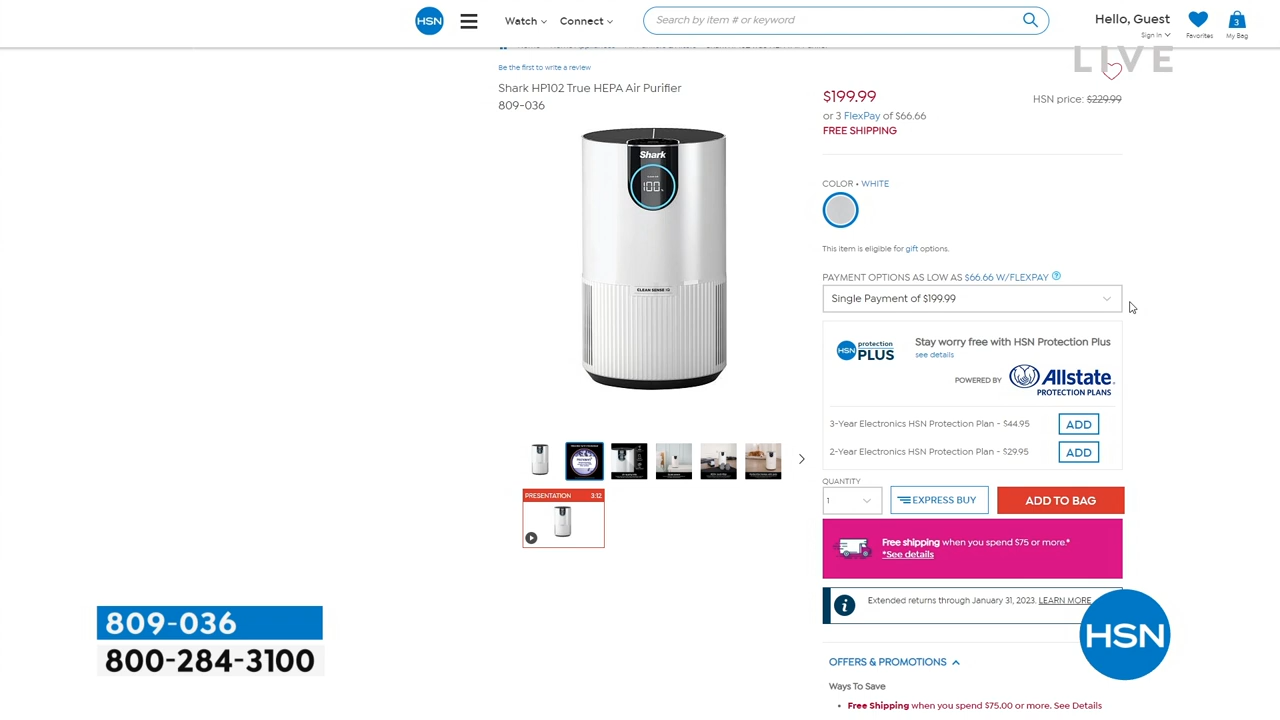 HSN
Watch
Connect
Search by item # or keyword
Hello, Guest
Sign in
Favorites
3
My Bag
LIVE
Be the first to write a review
Shark HP102 True HEPA Air Purifier
809-036
$199.99
HSN price: $229.99
or 3 FlexPay of $66.66
FREE SHIPPING
Shark
100%
CLEAN SENSE IQ
COLOR • WHITE
This item is eligible for gift options.
PAYMENT OPTIONS AS LOW AS $66.66 W/FLEXPAY ?
Single Payment of $199.99
HSN protection PLUS
Stay worry free with HSN Protection Plus
see details
POWERED BY
Allstate
PROTECTION PLANS
3-Year Electronics HSN Protection Plan - $44.95
ADD
2-Year Electronics HSN Protection Plan - $29.95
ADD
QUANTITY
1
EXPRESS BUY
ADD TO BAG
PRESENTATION 3:12
Free shipping when you spend $75 or more.*
*See details
Extended returns through January 31, 2023. LEARN MORE
OFFERS & PROMOTIONS
Ways To Save
• Free Shipping when you spend $75.00 or more. See Details
809-036
800-284-3100
HSN